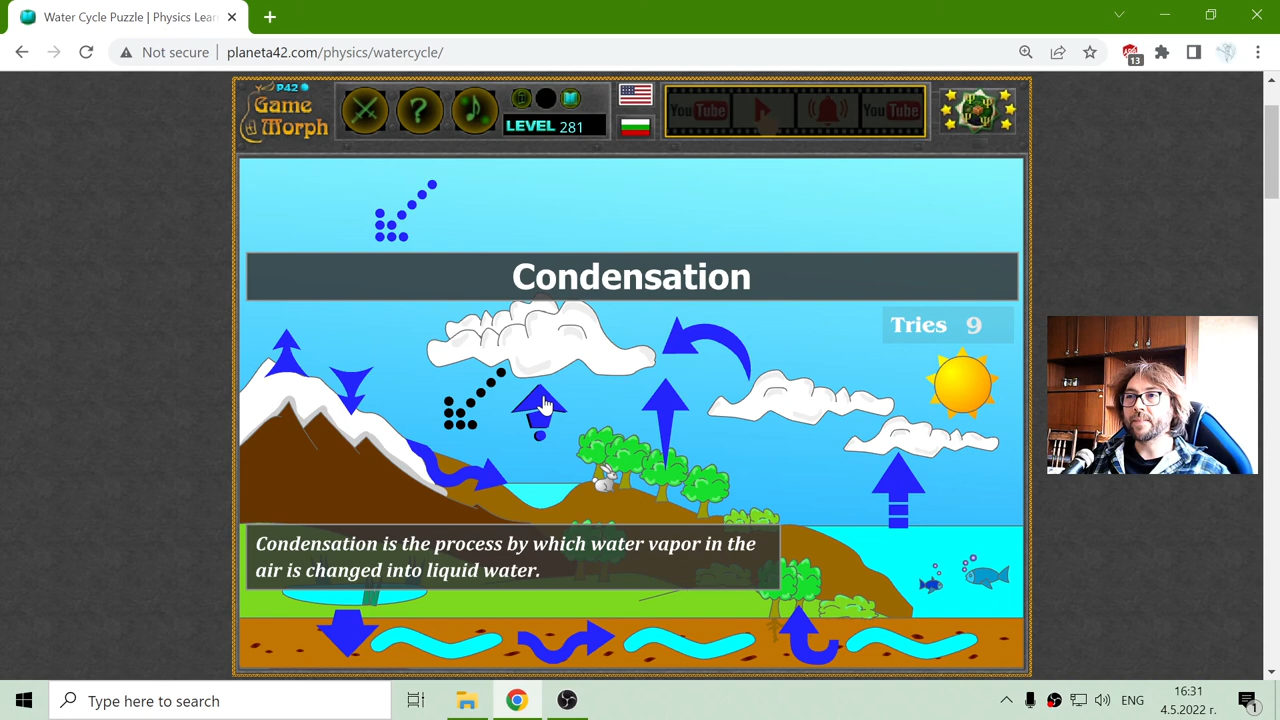 Water Cycle Puzzle | Physics Lear
Not secure
planeta42.com/physics/watercycle/
13
P42
Game
Morph
LEVEL 281
You Tube
You Tube
Condensation
Tries 9
Condensation is the process by which water vapor in the
air is changed into liquid water.
Type here to search
ENG
16:31
4.5.2022 г.
1